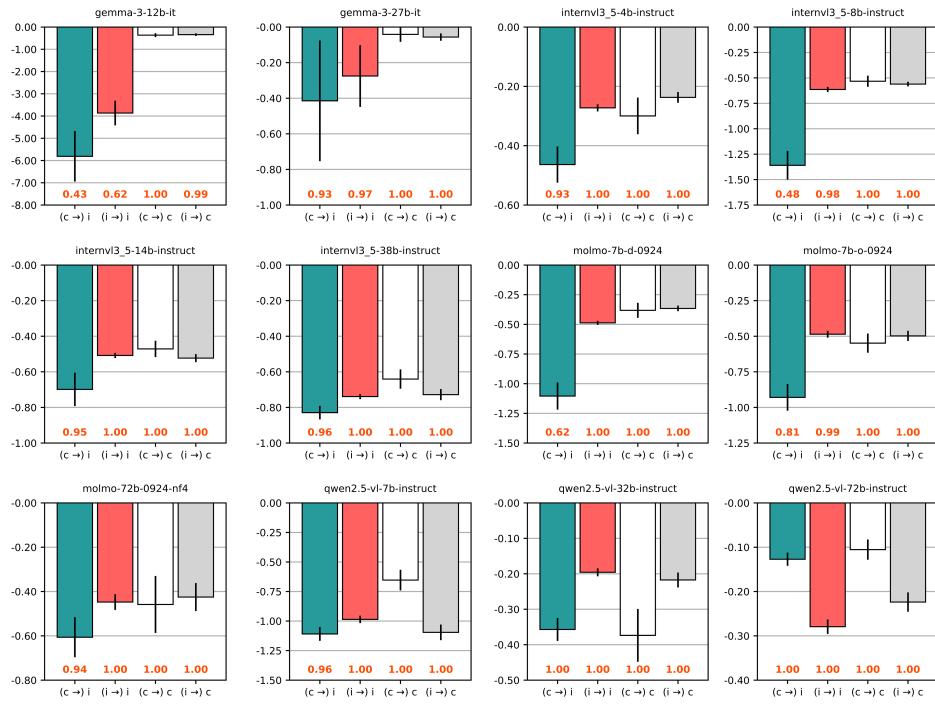 gemma-3-12b-it
0.00
-1.00
-2.00
-3.00
-4.00
-5.00
-6.00
-7.00
-8.00
0.43 0.62 1.00 0.99
(c →) i (i →) i (c →) c (i →) c
gemma-3-27b-it
-0.00
-0.20
-0.40
-0.60
-0.80
-1.00
0.93 0.97 1.00 1.00
(c →) i (i →) i (c →) c (i →) c
internvl3_5-4b-instruct
0.00
-0.20
-0.40
-0.60
0.93 1.00 1.00 1.00
(c →) i (i →) i (c →) c (i →) c
internvl3_5-8b-instruct
0.00
-0.25
-0.50
-0.75
-1.00
-1.25
-1.50
-1.75
0.48 0.98 1.00 1.00
(c →) i (i →) i (c →) c (i →) c
internvl3_5-14b-instruct
-0.00
-0.20
-0.40
-0.60
-0.80
-1.00
0.95 1.00 1.00 1.00
(c →) i (i →) i (c →) c (i →) c
internvl3_5-38b-instruct
-0.00
-0.20
-0.40
-0.60
-0.80
-1.00
0.96 1.00 1.00 1.00
(c →) i (i →) i (c →) c (i →) c
molmo-7b-d-0924
0.00
-0.25
-0.50
-0.75
-1.00
-1.25
-1.50
0.62 1.00 1.00 1.00
(c →) i (i →) i (c →) c (i →) c
molmo-7b-o-0924
0.00
-0.25
-0.50
-0.75
-1.00
-1.25
0.81 0.99 1.00 1.00
(c →) i (i →) i (c →) c (i →) c
molmo-72b-0924-nf4
-0.00
-0.20
-0.40
-0.60
-0.80
0.94 1.00 1.00 1.00
(c →) i (i →) i (c →) c (i →) c
qwen2.5-vl-7b-instruct
0.00
-0.25
-0.50
-0.75
-1.00
-1.25
-1.50
0.96 1.00 1.00 1.00
(c →) i (i →) i (c →) c (i →) c
qwen2.5-vl-32b-instruct
-0.00
-0.10
-0.20
-0.30
-0.40
-0.50
1.00 1.00 1.00 1.00
(c →) i (i →) i (c →) c (i →) c
qwen2.5-vl-72b-instruct
-0.00
-0.10
-0.20
-0.30
-0.40
1.00 1.00 1.00 1.00
(c →) i (i →) i (c →) c (i →) c